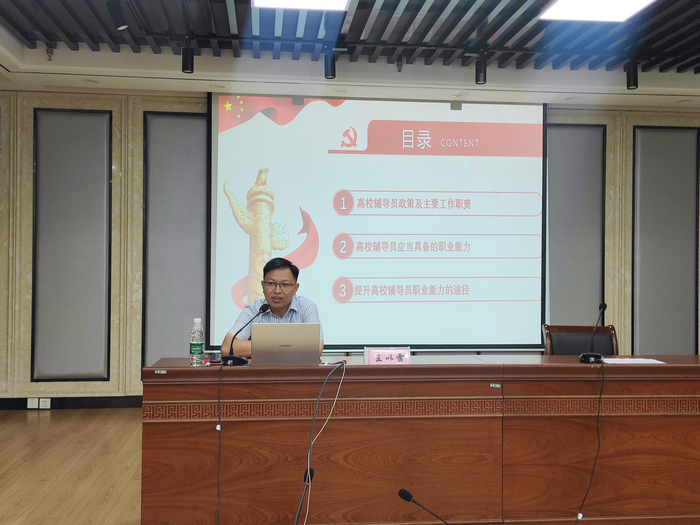 目录 CONTENT
1 高校辅导员政策及主要工作职责
2 高校辅导员应当具备的职业能力
3 提升高校辅导员职业能力的途径